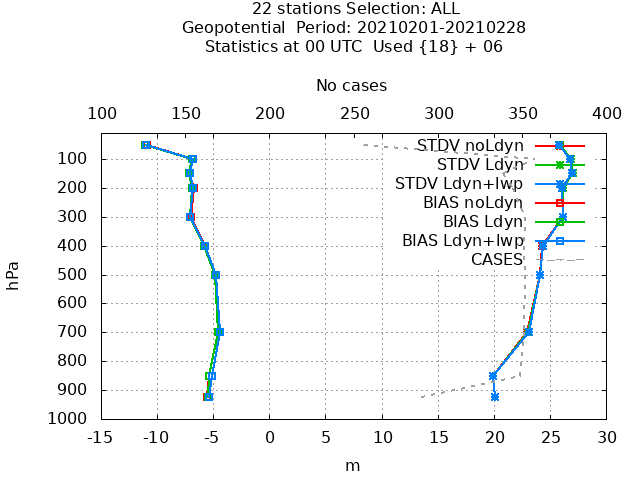 22 stations Selection: ALL
Geopotential  Period: 20210201-20210228
Statistics at 00 UTC  Used {18} + 06
No cases
100 150 200 250 300 350 400
STDV noLdyn
STDV Ldyn
STDV Ldyn+lwp
BIAS noLdyn
BIAS Ldyn
BIAS Ldyn+lwp
CASES
hPa
100
200
300
400
500
600
700
800
900
1000
-15 -10 -5 0 5 10 15 20 25 30
m